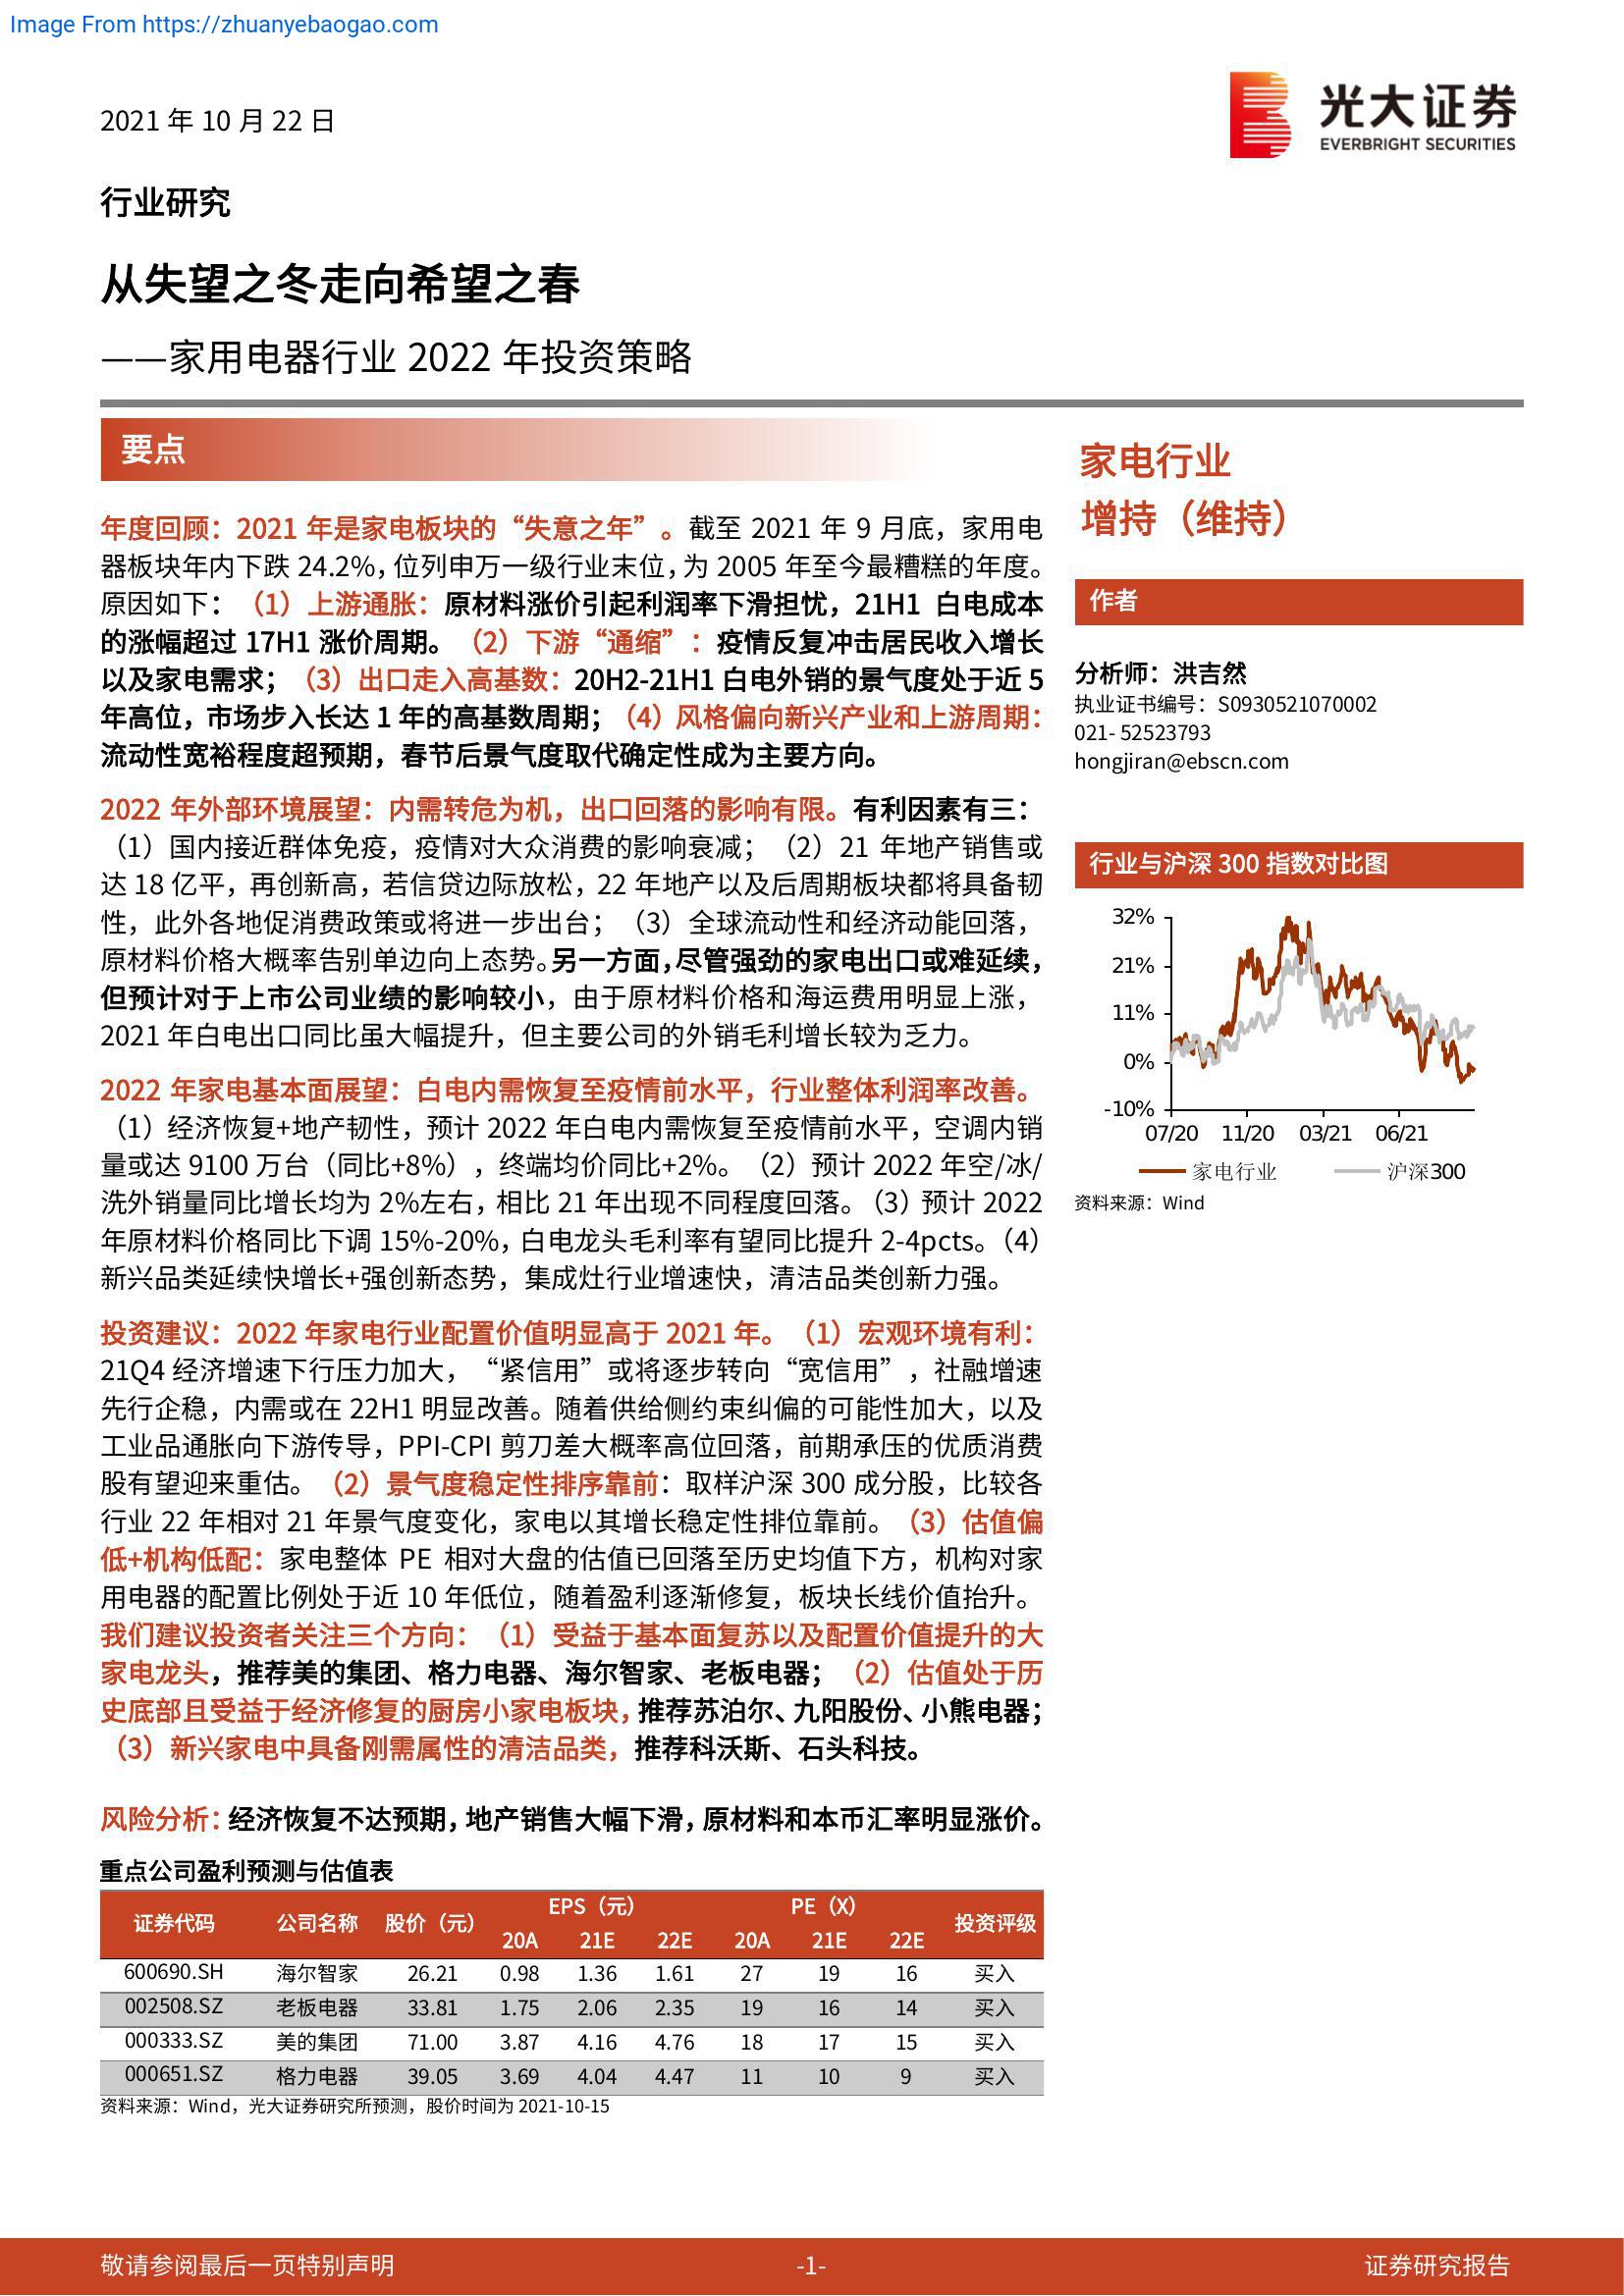 Image From https://zhuanyebaogao.com
2021 年 10 月 22 日
光大证券
EVERBRIGHT SECURITIES
行业研究
从失望之冬走向希望之春
——家用电器行业 2022 年投资策略
要点
年度回顾：2021 年是家电板块的“失意之年”。截至 2021 年 9 月底，家用电
器板块年内下跌 24.2%，位列申万一级行业末位，为 2005 年至今最糟糕的年度。
原因如下：（1）上游通胀：原材料涨价引起利润率下滑担忧，21H1 白电成本
的涨幅超过 17H1 涨价周期。（2）下游“通缩”：疫情反复冲击居民收入增长
以及家电需求；（3）出口走入高基数：20H2-21H1 白电外销的景气度处于近 5
年高位，市场步入长达 1 年的高基数周期；（4）风格偏向新兴产业和上游周期：
流动性宽裕程度超预期，春节后景气度取代确定性成为主要方向。
2022 年外部环境展望：内需转危为机，出口回落的影响有限。有利因素有三：
（1）国内接近群体免疫，疫情对大众消费的影响衰减；（2）21 年地产销售或
达 18 亿平，再创新高，若信贷边际放松，22 年地产以及后周期板块都将具备韧
性，此外各地促消费政策或将进一步出台；（3）全球流动性和经济动能回落，
原材料价格大概率告别单边向上态势。另一方面，尽管强劲的家电出口或难延续，
但预计对于上市公司业绩的影响较小，由于原材料价格和海运费用明显上涨，
2021 年白电出口同比虽大幅提升，但主要公司的外销毛利增长较为乏力。
2022 年家电基本面展望：白电内需恢复至疫情前水平，行业整体利润率改善。
（1）经济恢复+地产韧性，预计 2022 年白电内需恢复至疫情前水平，空调内销
量或达 9100 万台（同比+8%），终端均价同比+2%。（2）预计 2022 年空/冰/
洗外销量同比增长均为 2%左右，相比 21 年出现不同程度回落。（3）预计 2022
年原材料价格同比下调 15%-20%，白电龙头毛利率有望同比提升 2-4pcts。（4）
新兴品类延续快增长+强创新态势，集成灶行业增速快，清洁品类创新力强。
投资建议：2022 年家电行业配置价值明显高于 2021 年。（1）宏观环境有利：
21Q4 经济增速下行压力加大，“紧信用”或将逐步转向“宽信用”，社融增速
先行企稳，内需或在 22H1 明显改善。随着供给侧约束纠偏的可能性加大，以及
工业品通胀向下游传导，PPI-CPI 剪刀差大概率高位回落，前期承压的优质消费
股有望迎来重估。（2）景气度稳定性排序靠前：取样沪深 300 成分股，比较各
行业 22 年相对 21 年景气度变化，家电以其增长稳定性排位靠前。（3）估值偏
低+机构低配：家电整体 PE 相对大盘的估值已回落至历史均值下方，机构对家
用电器的配置比例处于近 10 年低位，随着盈利逐渐修复，板块长线价值抬升。
我们建议投资者关注三个方向：（1）受益于基本面复苏以及配置价值提升的大
家电龙头，推荐美的集团、格力电器、海尔智家、老板电器；（2）估值处于历
史底部且受益于经济修复的厨房小家电板块，推荐苏泊尔、九阳股份、小熊电器；
（3）新兴家电中具备刚需属性的清洁品类，推荐科沃斯、石头科技。
风险分析：经济恢复不达预期，地产销售大幅下滑，原材料和本币汇率明显涨价。
重点公司盈利预测与估值表
证券代码 公司名称 股价（元） EPS（元） PE（X） 投资评级
20A 21E 22E 20A 21E 22E
600690.SH 海尔智家 26.21 0.98 1.36 1.61 27 19 16 买入
002508.SZ 老板电器 33.81 1.75 2.06 2.35 19 16 14 买入
000333.SZ 美的集团 71.00 3.87 4.16 4.76 18 17 15 买入
000651.SZ 格力电器 39.05 3.69 4.04 4.47 11 10 9 买入
资料来源：Wind，光大证券研究所预测，股价时间为 2021-10-15
家电行业
增持（维持）
作者
分析师：洪吉然
执业证书编号：S0930521070002
021- 52523793
hongjiran@ebscn.com
行业与沪深 300 指数对比图
32%
21%
11%
0%
-10%
07/20 11/20 03/21 06/21
家电行业 沪深300
资料来源：Wind
敬请参阅最后一页特别声明 -1- 证券研究报告